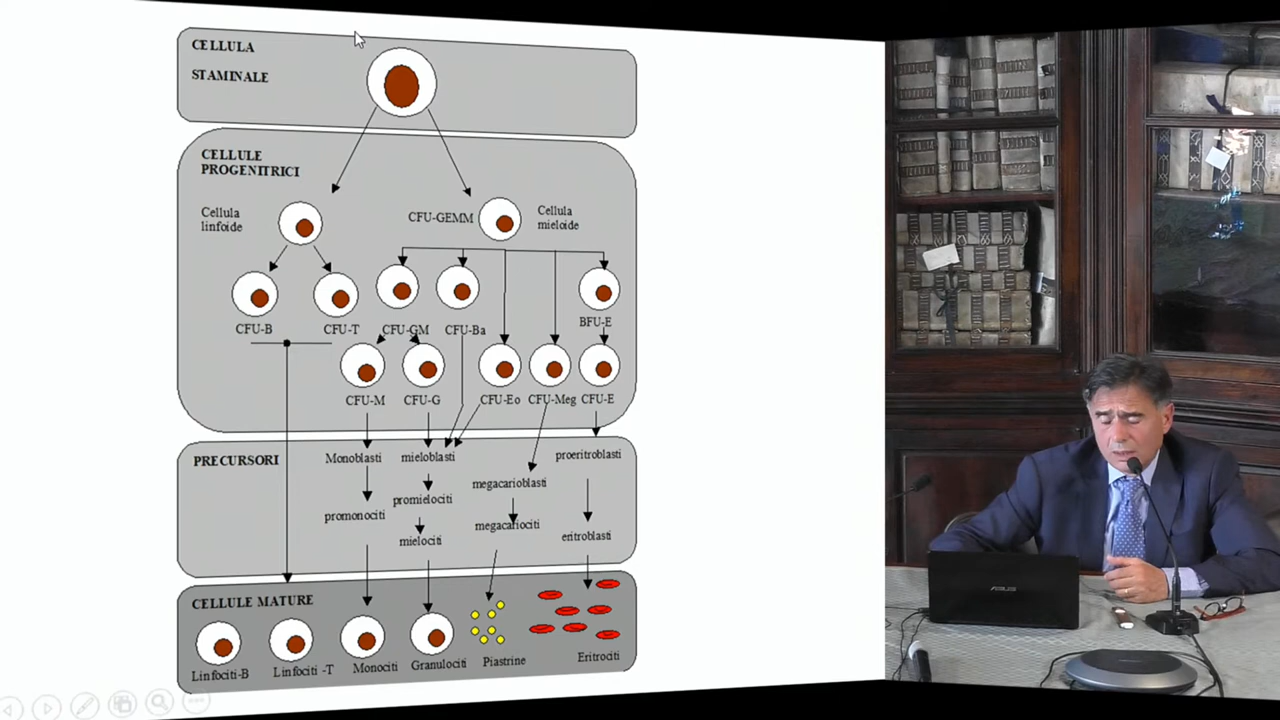 CELLULA
STAMINALE
CELLULE
PROGENITRICI
Cellula
linfoide
CFU-GEMM
Cellula
mieloide
CFU-B
CFU-T
CFU-GM
CFU-Ba
BFU-E
CFU-M
CFU-G
CFU-Eo
CFU-Meg
CFU-E
PRECURSORI
Monoblasti
mieloblasti
proeritroblasti
megacarioblasti
promielociti
promonociti
megacariociti
mielociti
eritroblasti
CELLULE MATURE
Linfociti-B
Linfociti -T
Monociti
Granulociti
Piastrine
Eritrociti
ASUS